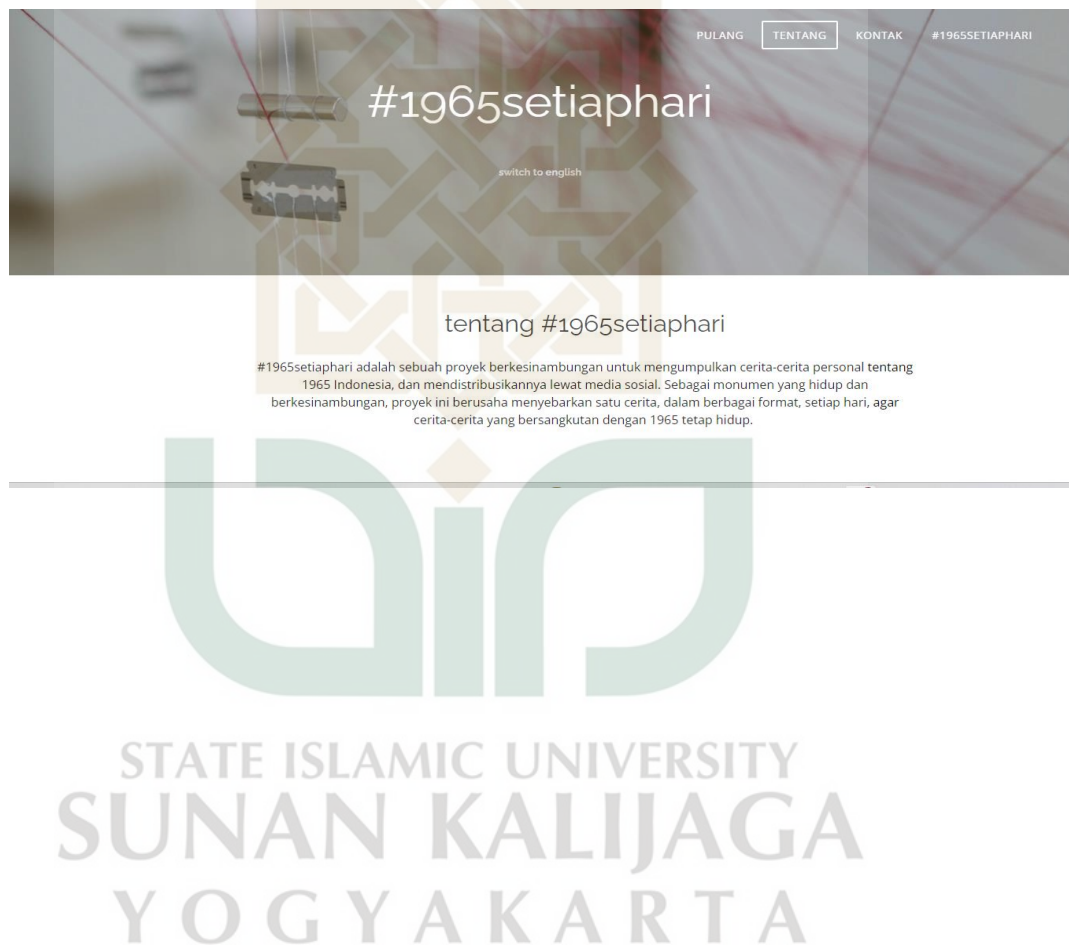 PULANG TENTANG KONTAK #1965SETIAPHARI
#1965setiaphari
switch to english
tentang #1965setiaphari
#1965setiaphari adalah sebuah proyek berkesinambungan untuk mengumpulkan cerita-cerita personal tentang
1965 Indonesia, dan mendistribusikannya lewat media sosial. Sebagai monumen yang hidup dan
berkesinambungan, proyek ini berusaha menyebarkan satu cerita, dalam berbagai format, setiap hari, agar
cerita-cerita yang bersangkutan dengan 1965 tetap hidup.
STATE ISLAMIC UNIVERSITY
SUNAN KALIJAGA
YOGYAKARTA